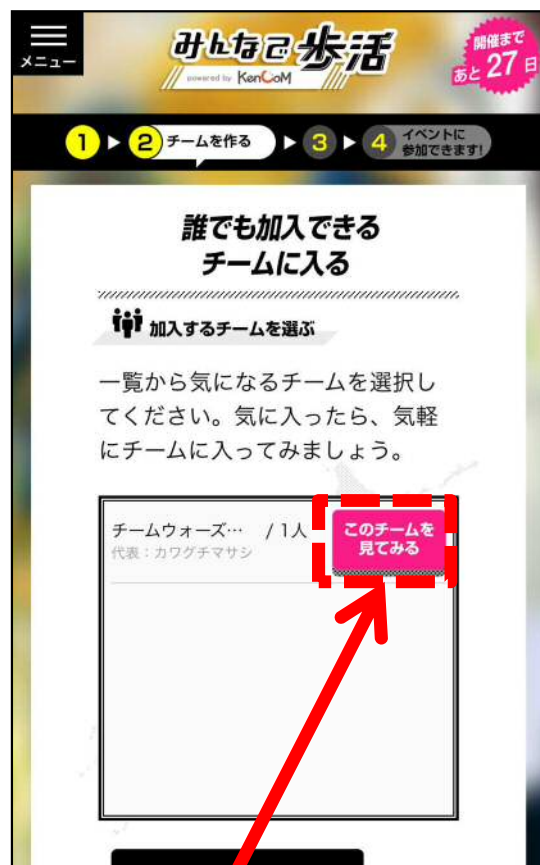 メニュー
みんなで歩活
powered by KenCoM
開催まで
あと27日
1 ▶ 2 チームを作る ▶ 3 ▶ 4 イベントに
参加できます!
誰でも加入できる
チームに入る
加入するチームを選ぶ
一覧から気になるチームを選択し
てください。気に入ったら、気軽
にチームに入ってみましょう。
チームウォーズ… / 1人
代表：カワグチマサシ
このチームを
見てみる